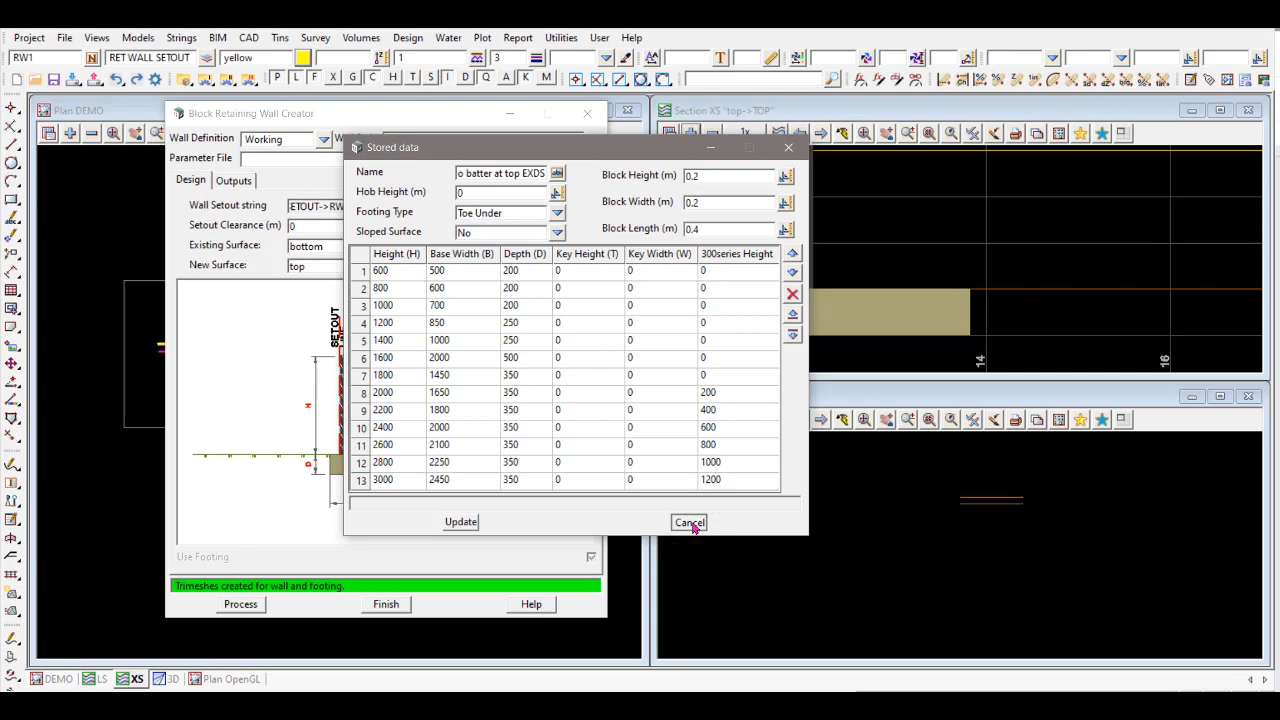 Project File Views Models Strings BIM CAD Tins Survey Volumes Design Water Plot Report Utilities User Help
RW1 N RET WALL SETOUT yellow 1 3 T
P L F X G C H T S I D Q A K M
Plan DEMO
Block Retaining Wall Creator
Section XS "top->TOP"
Wall Definition Working
Parameter File
Design Outputs
Wall Setout string ETOUT->RW
Setout Clearance (m) 0
Existing Surface: bottom
New Surface: top
SETOUT
H
D
Use Footing
Trimeshes created for wall and footing.
Process Finish Help
Stored data
Name o batter at top EXDS Block Height (m) 0.2
Hob Height (m) 0 Block Width (m) 0.2
Footing Type Toe Under
Sloped Surface No Block Length (m) 0.4
Height (H) Base Width (B) Depth (D) Key Height (T) Key Width (W) 300series Height
1 600 500 200 0 0 0
2 800 600 200 0 0 0
3 1000 700 200 0 0 0
4 1200 850 250 0 0 0
5 1400 1000 250 0 0 0
6 1600 2000 500 0 0 0
7 1800 1450 350 0 0 0
8 2000 1650 350 0 0 200
9 2200 1800 350 0 0 400
10 2400 2000 350 0 0 600
11 2600 2100 350 0 0 800
12 2800 2250 350 0 0 1000
13 3000 2450 350 0 0 1200
Update Cancel
14 16
DEMO LS XS 3D Plan OpenGL